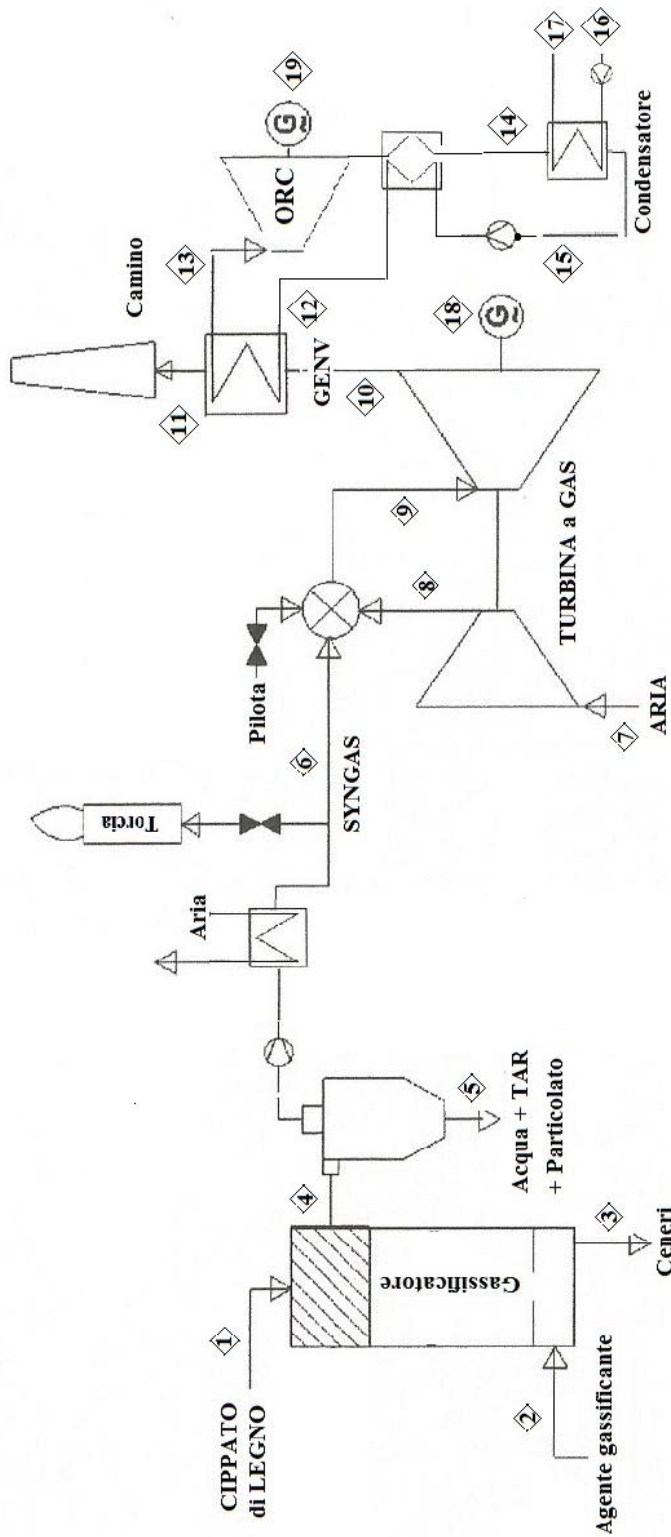 CIPPATO
di LEGNO
1
Agente gassificante
2
Gassificatore
3
Ceneri
4
5
Acqua + TAR
+ Particolato
Aria
Torcia
6
SYNGAS
Pilota
7
ARIA
8
9
TURBINA a GAS
10
GENV
11
Camino
12
13
ORC
G
18
G
19
14
15
Condensatore
16
17